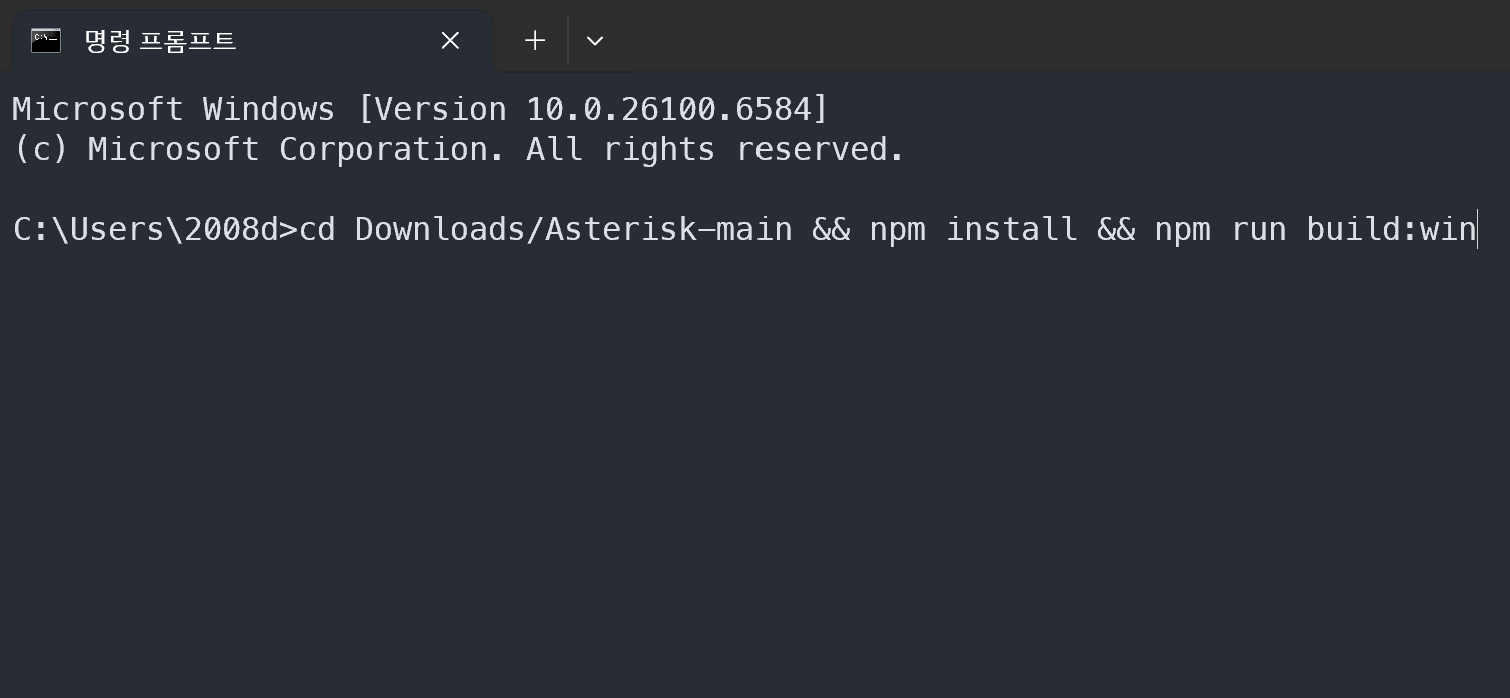 명령 프롬프트
Microsoft Windows [Version 10.0.26100.6584]
(c) Microsoft Corporation. All rights reserved.
C:\Users\2008d>cd Downloads/Asterisk-main && npm install && npm run build:win